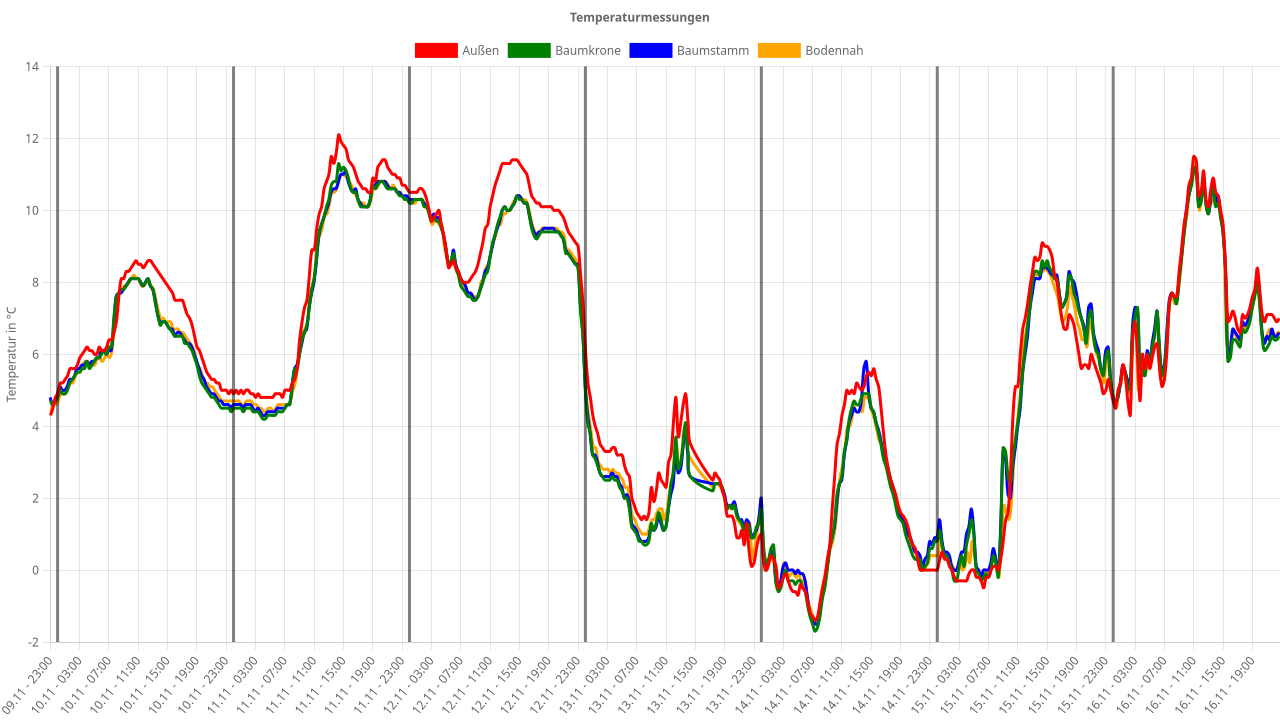 Temperaturmessungen
Außen Baumkrone Baumstamm Bodennah
Temperatur in °C
14
12
10
8
6
4
2
0
-2
09.11 - 23:00
10.11 - 03:00
10.11 - 07:00
10.11 - 11:00
10.11 - 15:00
10.11 - 19:00
10.11 - 23:00
11.11 - 03:00
11.11 - 07:00
11.11 - 11:00
11.11 - 15:00
11.11 - 19:00
11.11 - 23:00
12.11 - 03:00
12.11 - 07:00
12.11 - 11:00
12.11 - 15:00
12.11 - 19:00
12.11 - 23:00
13.11 - 03:00
13.11 - 07:00
13.11 - 11:00
13.11 - 15:00
13.11 - 19:00
13.11 - 23:00
14.11 - 03:00
14.11 - 07:00
14.11 - 11:00
14.11 - 15:00
14.11 - 19:00
14.11 - 23:00
15.11 - 03:00
15.11 - 07:00
15.11 - 11:00
15.11 - 15:00
15.11 - 19:00
15.11 - 23:00
16.11 - 03:00
16.11 - 07:00
16.11 - 11:00
16.11 - 15:00
16.11 - 19:00